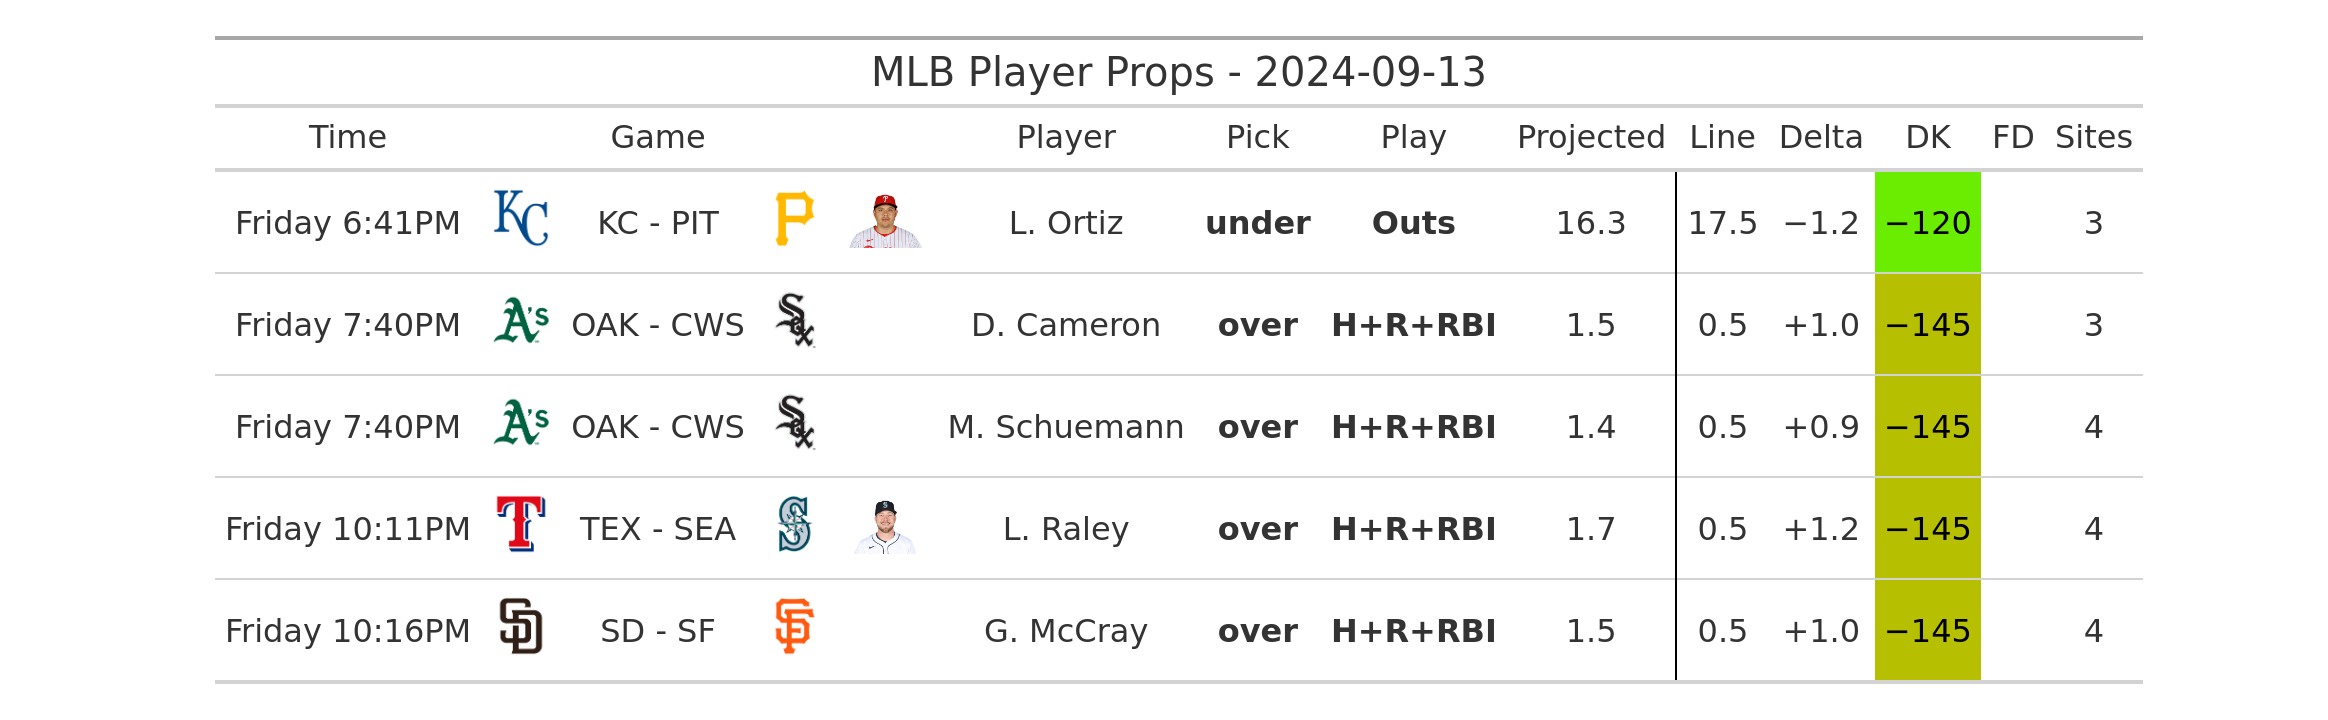 MLB Player Props - 2024-09-13
Time Game Player Pick Play Projected Line Delta DK FD Sites
Friday 6:41PM KC KC - PIT P L. Ortiz under Outs 16.3 17.5 −1.2 −120 3
Friday 7:40PM A's OAK - CWS Sox D. Cameron over H+R+RBI 1.5 0.5 +1.0 −145 3
Friday 7:40PM A's OAK - CWS Sox M. Schuemann over H+R+RBI 1.4 0.5 +0.9 −145 4
Friday 10:11PM T TEX - SEA S L. Raley over H+R+RBI 1.7 0.5 +1.2 −145 4
Friday 10:16PM SD SD - SF SF G. McCray over H+R+RBI 1.5 0.5 +1.0 −145 4